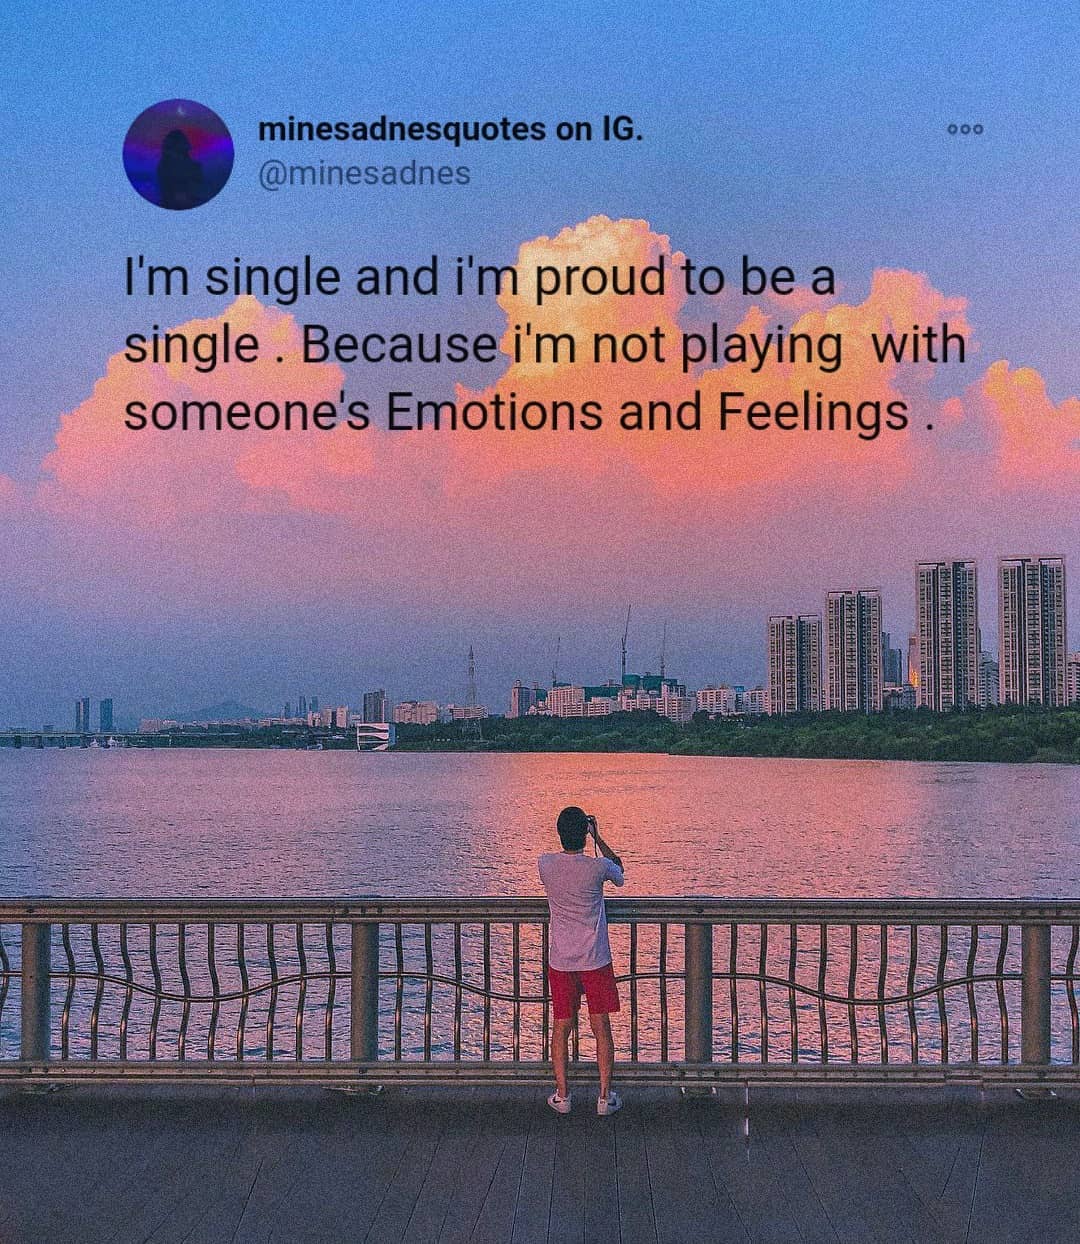 minesadnesquotes on IG.
@minesadnes
I'm single and i'm proud to be a
single . Because i'm not playing  with
someone's Emotions and Feelings .